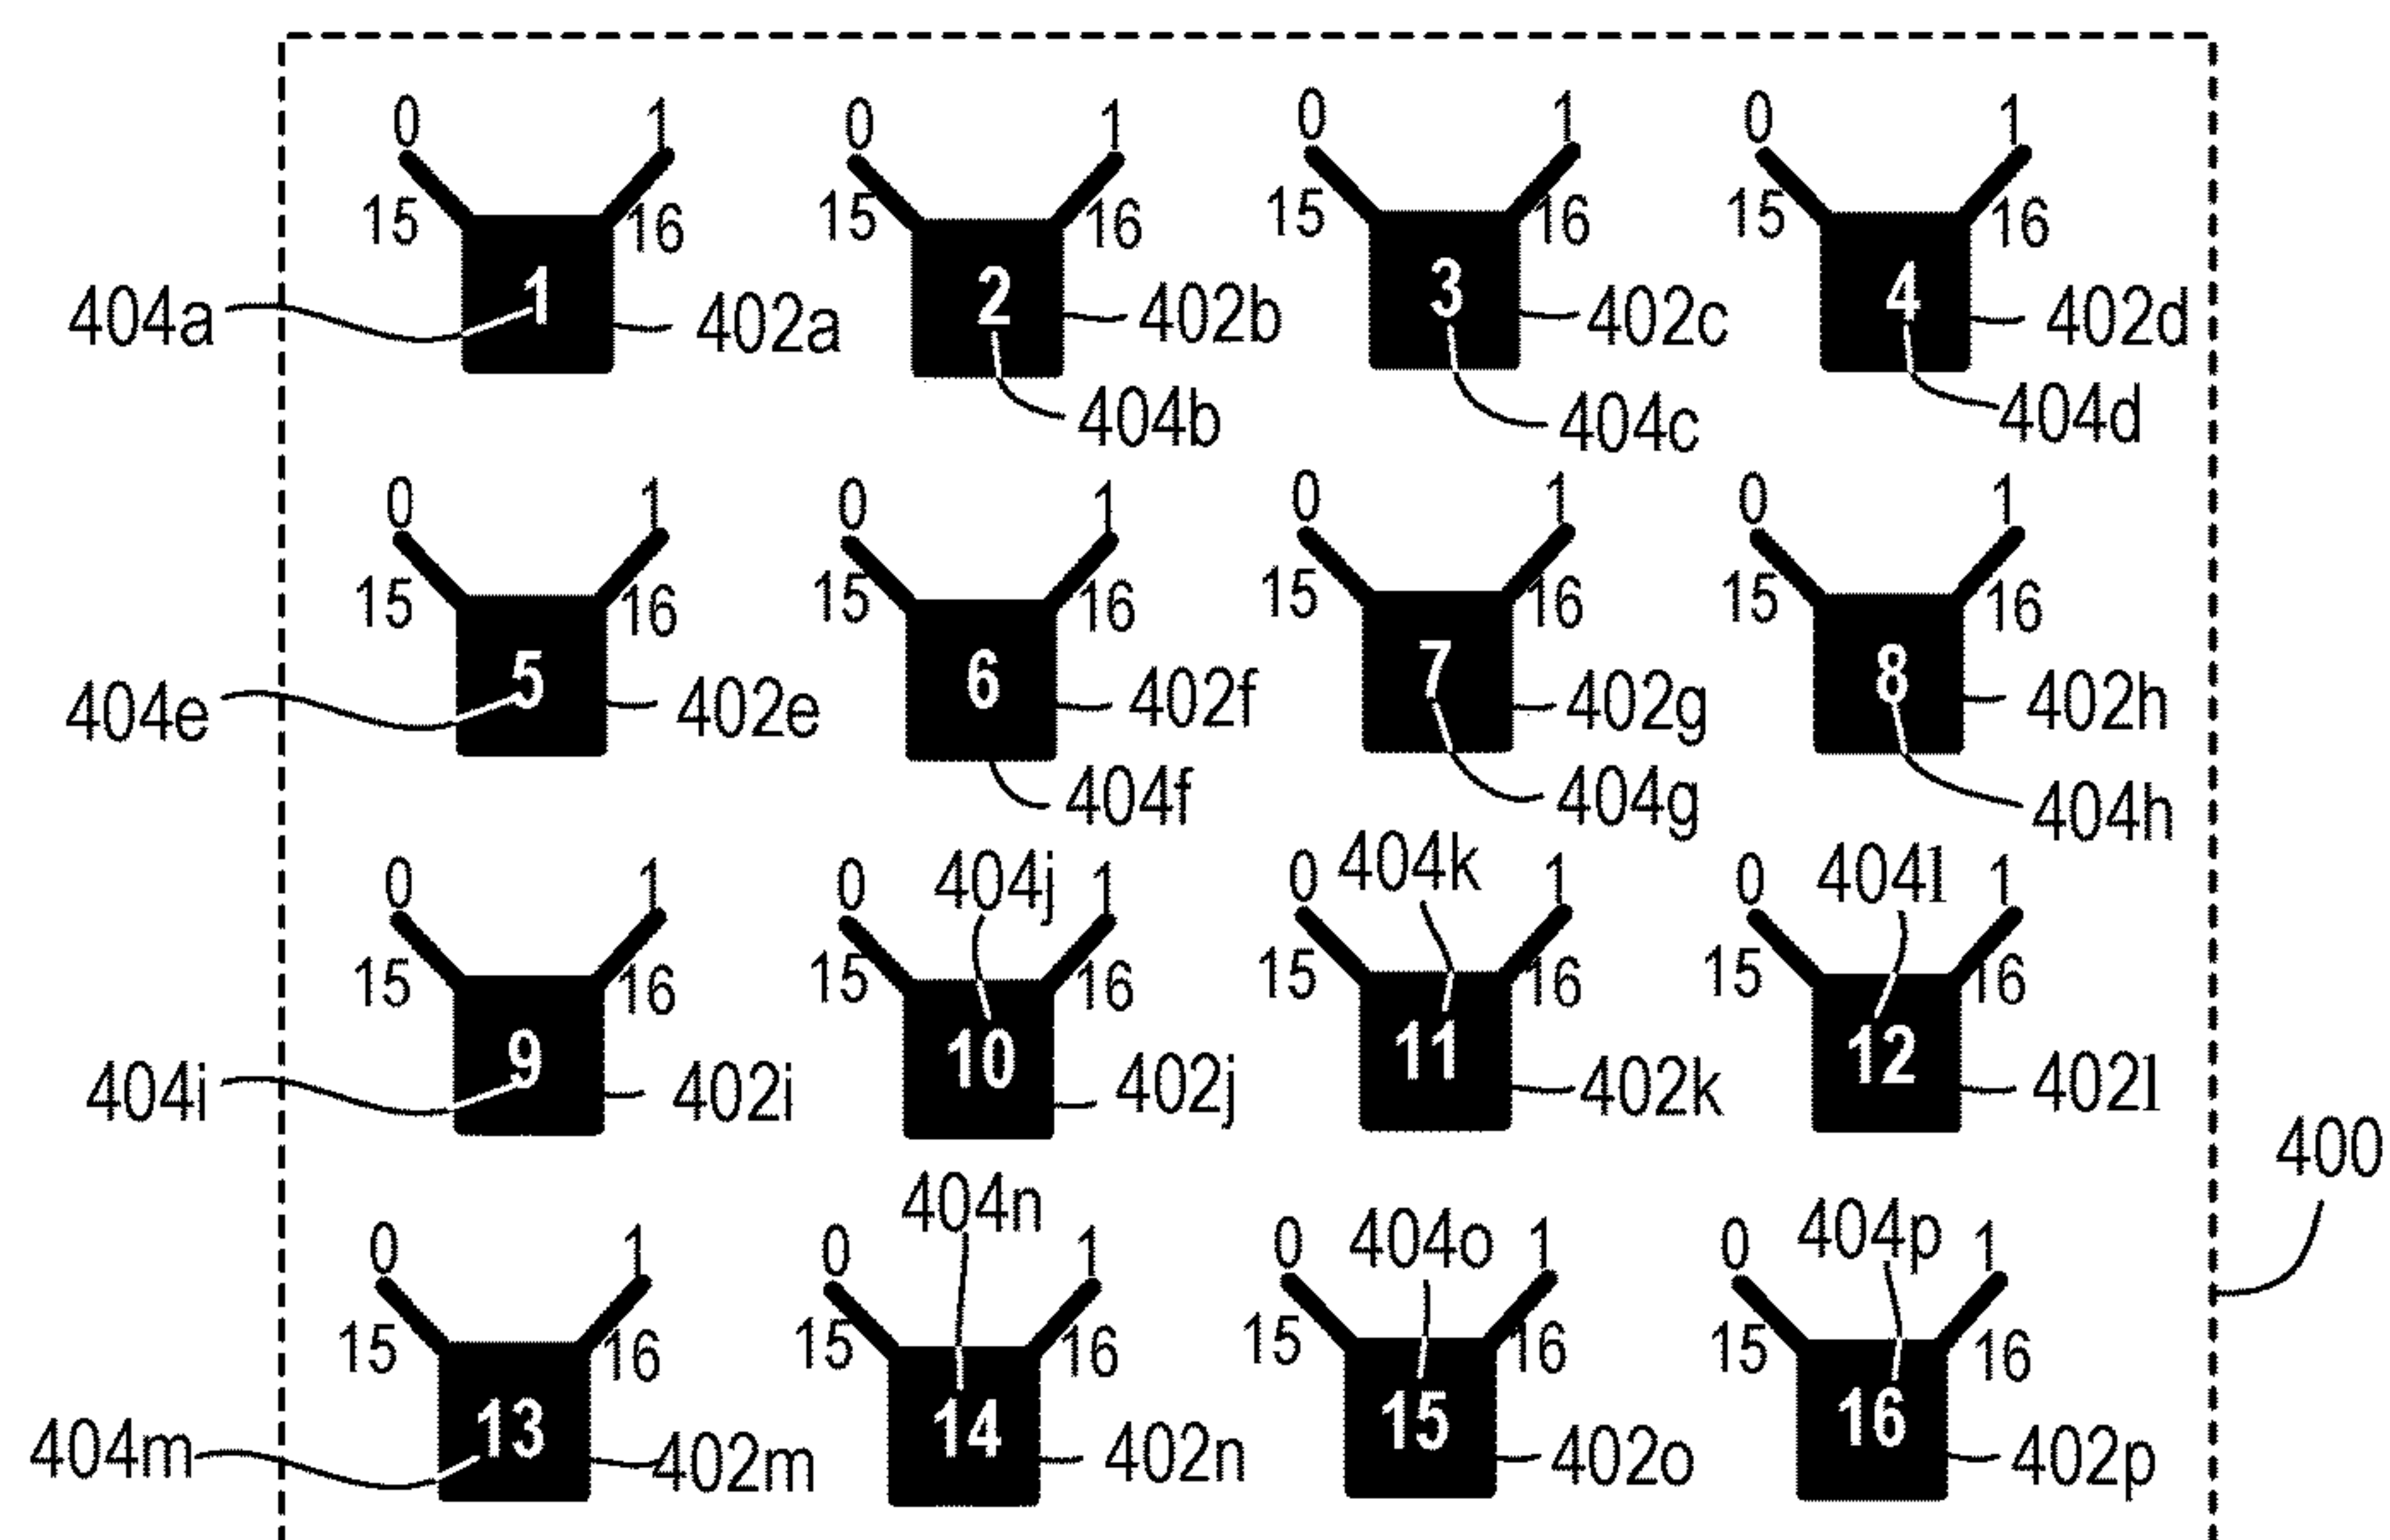 0 1 0 1 0 1 0 1
15 16 15 16 15 16 15 16
404a 1 402a 2 402b 3 402c 4 402d
404b 404c 404d
0 1 0 1 0 1 0 1
15 16 15 16 15 16 15 16
404e 5 402e 6 402f 7 402g 8 402h
404f 404g 404h
0 1 0 404j 1 0 404k 1 0 404l 1
15 16 15 16 15 16 15 16
404i 9 402i 10 402j 11 402k 12 402l
400
404n
0 1 0 1 0 404o 1 0 404p 1
15 16 15 16 15 16 15 16
404m 13 402m 14 402n 15 402o 16 402p